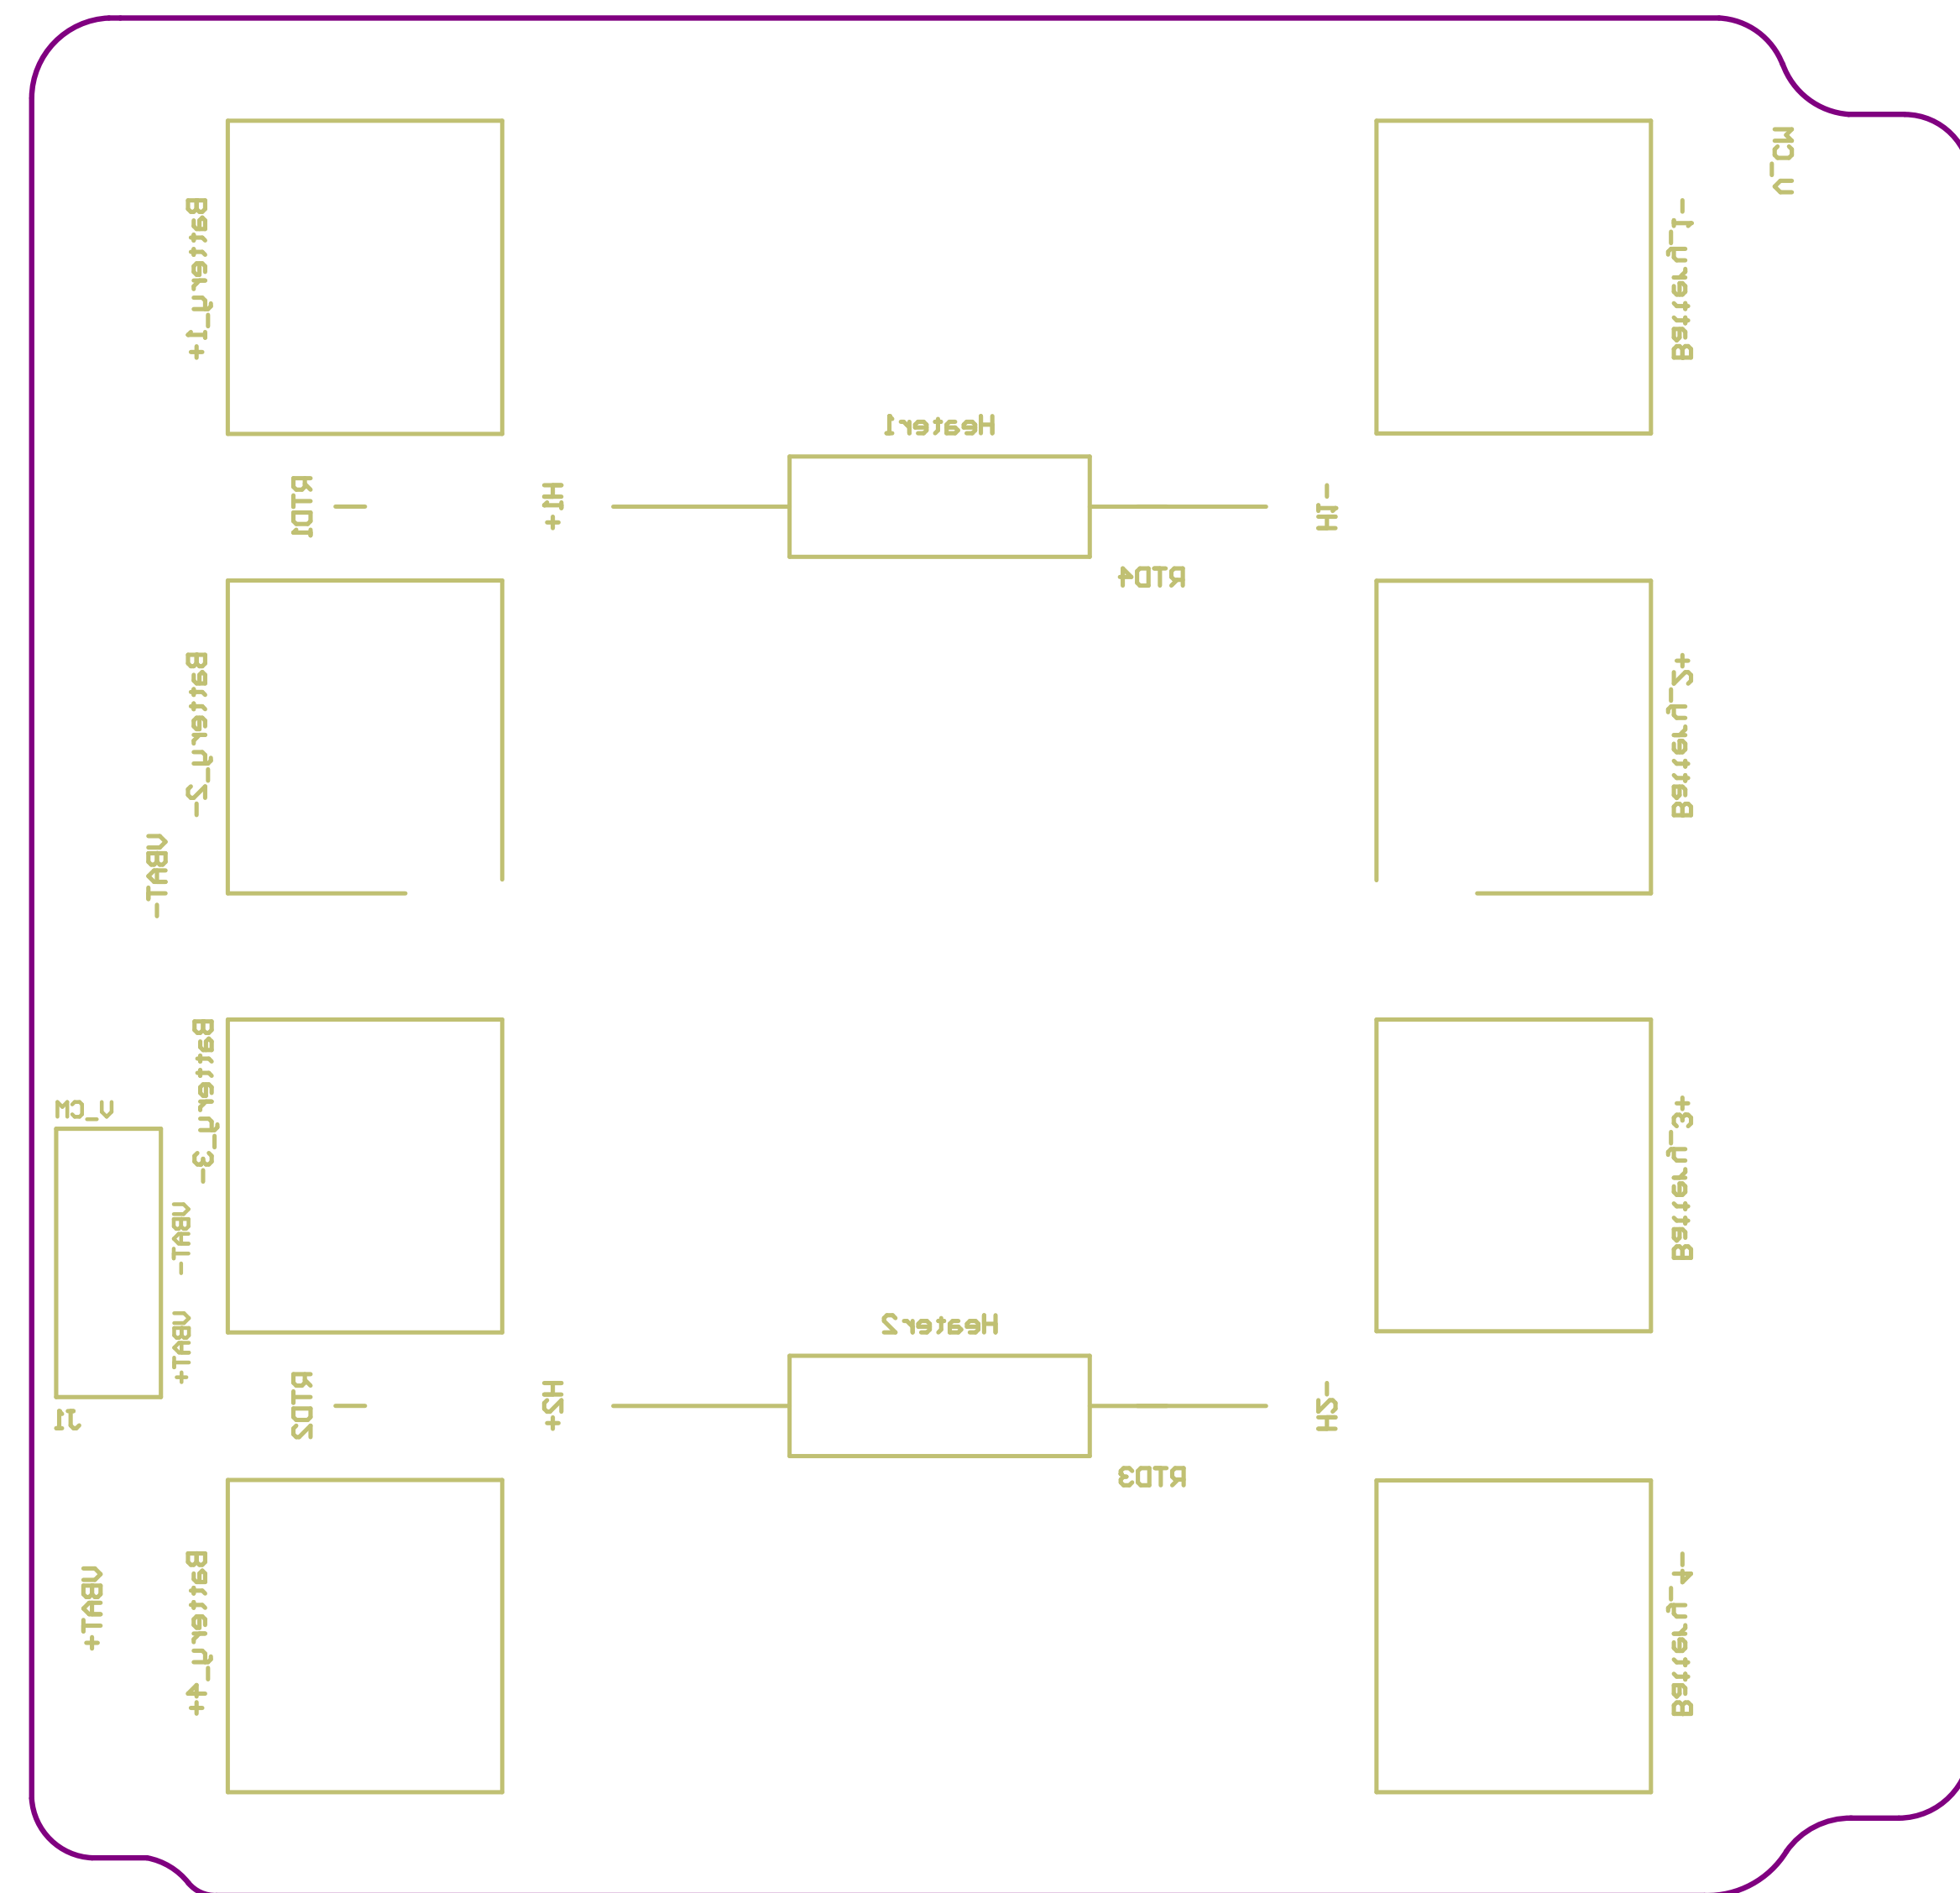 V_CM
Battery_1+
Battery_1-
Heater1
RTD1
H1+
H1-
RTD4
Battery_2-
Battery_2+
VBAT-
Battery_3-
Battery_3+
V_CM
VBAT-
VBAT+
Heater2
RTD2
H2+
H2-
J1
RTD3
VBAT+
Battery_4+
Battery_4-